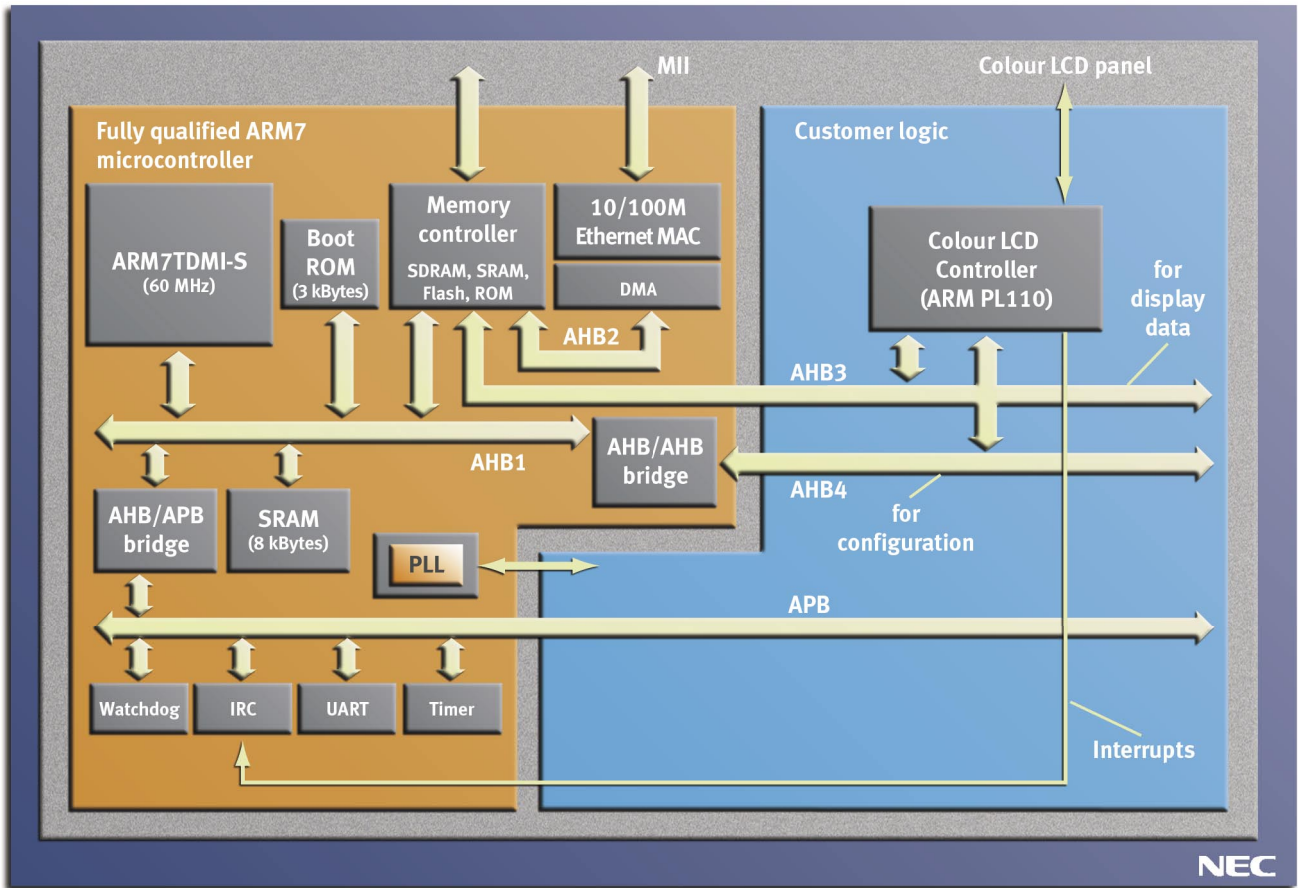 MII
Colour LCD panel
Fully qualified ARM7
microcontroller
Customer logic
ARM7TDMI-S
(60 MHz)
Boot
ROM
(3 kBytes)
Memory
controller
SDRAM, SRAM,
Flash, ROM
10/100M
Ethernet MAC
DMA
Colour LCD
Controller
(ARM PL110)
for
display
data
AHB2
AHB3
AHB1
AHB/AHB
bridge
AHB4
for
configuration
AHB/APB
bridge
SRAM
(8 kBytes)
PLL
APB
Watchdog
IRC
UART
Timer
Interrupts
NEC